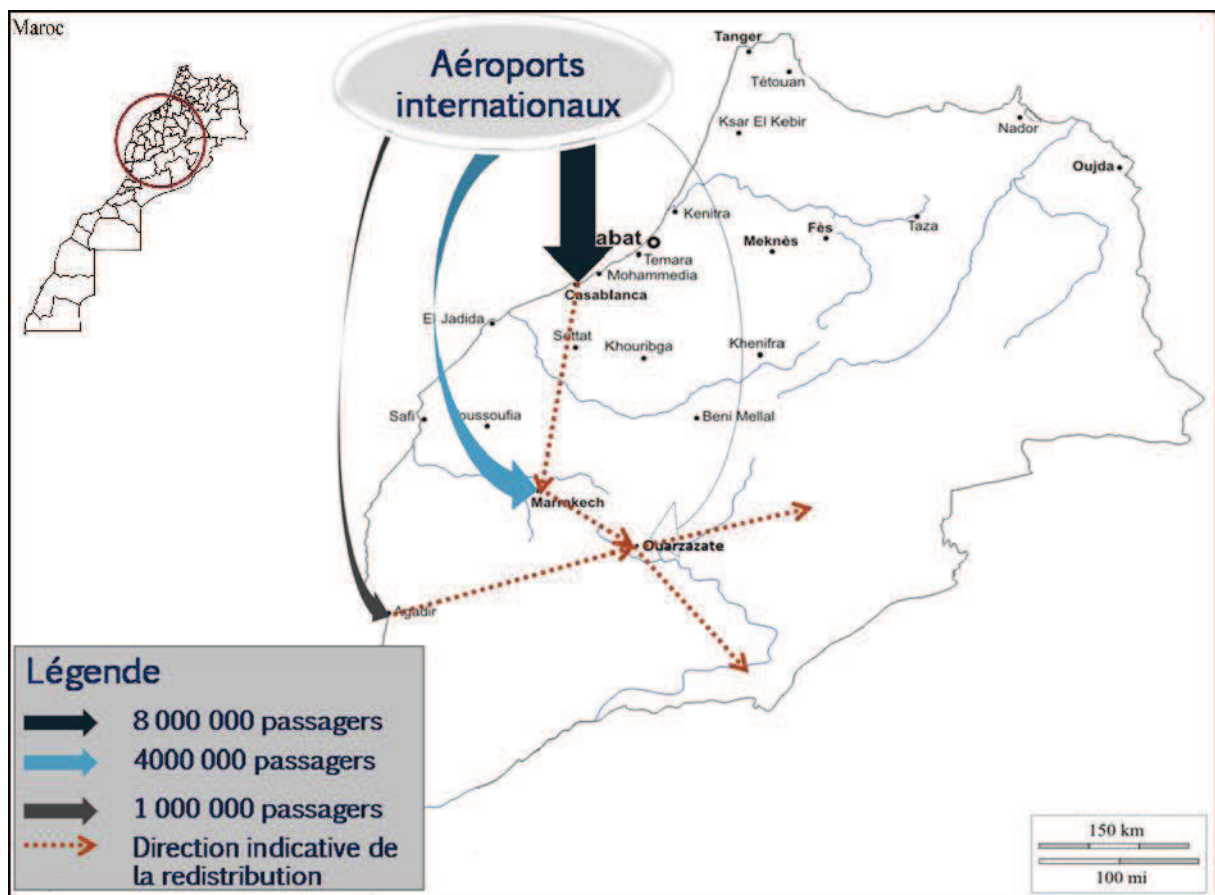 Maroc
Aéroports
internationaux
Tanger
Tétouan
Ksar El Kebir
Nador
Oujda
Kenitra
Taza
Fès
abat
Meknès
Temara
Mohammedia
Casablanca
El Jadida
Settat
Khouribga
Khenifra
Safi
oussoufia
Beni Mellal
Marrakech
Ouarzazate
Agadir
Légende
8 000 000 passagers
4000 000 passagers
1 000 000 passagers
Direction indicative de
la redistribution
150 km
100 mi